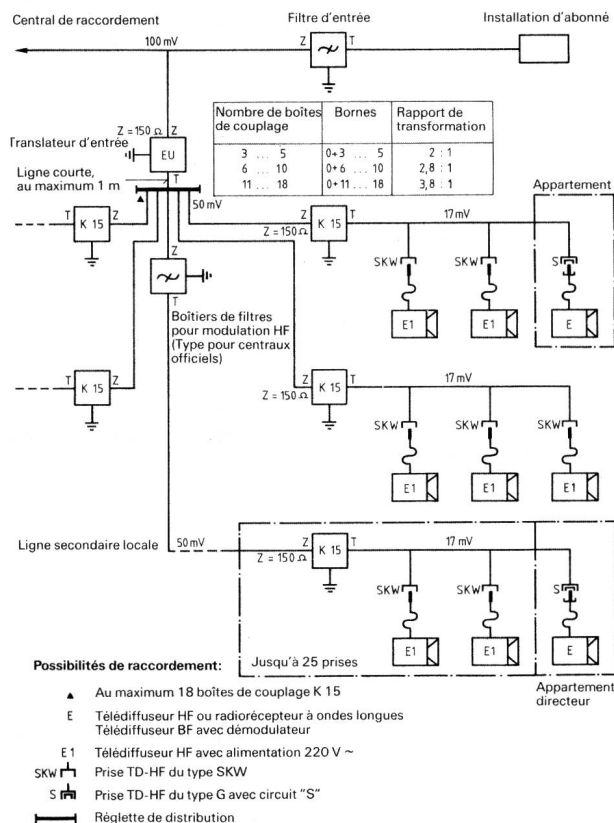 Central de raccordement
Filtre d'entrée
Installation d'abonné
100 mV
Z
T
Z = 150 Ω
Z
Translateur d'entrée
EU
T
Ligne courte,
au maximum 1 m
50 mV
Nombre de boîtes de couplage Bornes Rapport de transformation
3 ... 5 0+3 ... 5 2 : 1
6 ... 10 0+6 ... 10 2,8 : 1
11 ... 18 0+11 ... 18 3,8 : 1
Appartement
T K 15 Z
Z
Z = 150 Ω
K 15 T
17 mV
SKW
SKW
S
E1
E1
E
Z
T
Boîtiers de filtres
pour modulation HF
(Type pour centraux
officiels)
T K 15 Z
Z
Z = 150 Ω
K 15 T
17 mV
SKW
SKW
SKW
E1
E1
E1
Ligne secondaire locale
50 mV
Z
Z = 150 Ω
K 15 T
17 mV
SKW
SKW
S
E1
E1
E
Jusqu'à 25 prises
Appartement
directeur
Possibilités de raccordement:
▲ Au maximum 18 boîtes de couplage K 15
E Télédiffuseur HF ou radiorécepteur à ondes longues
Télédiffuseur BF avec démodulateur
E1 Télédiffuseur HF avec alimentation 220 V ~
SKW Prise TD-HF du type SKW
S Prise TD-HF du type G avec circuit "S"
Réglette de distribution